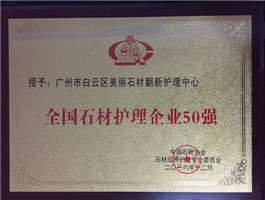 授予：广州市白云区美丽石材翻新护理中心
全国石材护理企业50强
中国石材协会
石材应用护理专业委员会
二〇一六年十二月